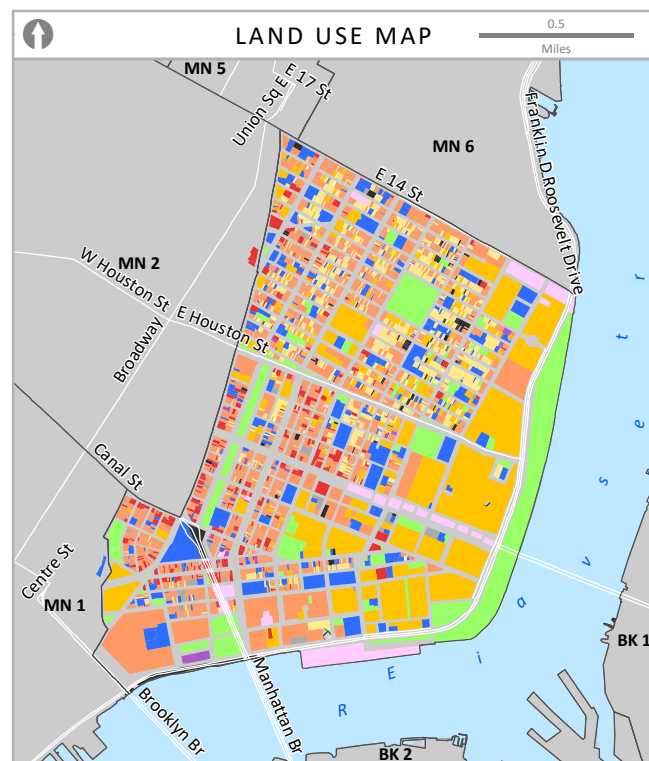 LAND USE MAP
0.5
Miles
MN 5
E 17 St
Union Sq E
Franklin D Roosevelt Drive
MN 6
E 14 St
MN 2
W Houston St
E Houston St
Broadway
Canal St
Centre St
MN 1
BK 1
Manhattan Br
Brooklyn Br
BK 2
R E i a v s e t r